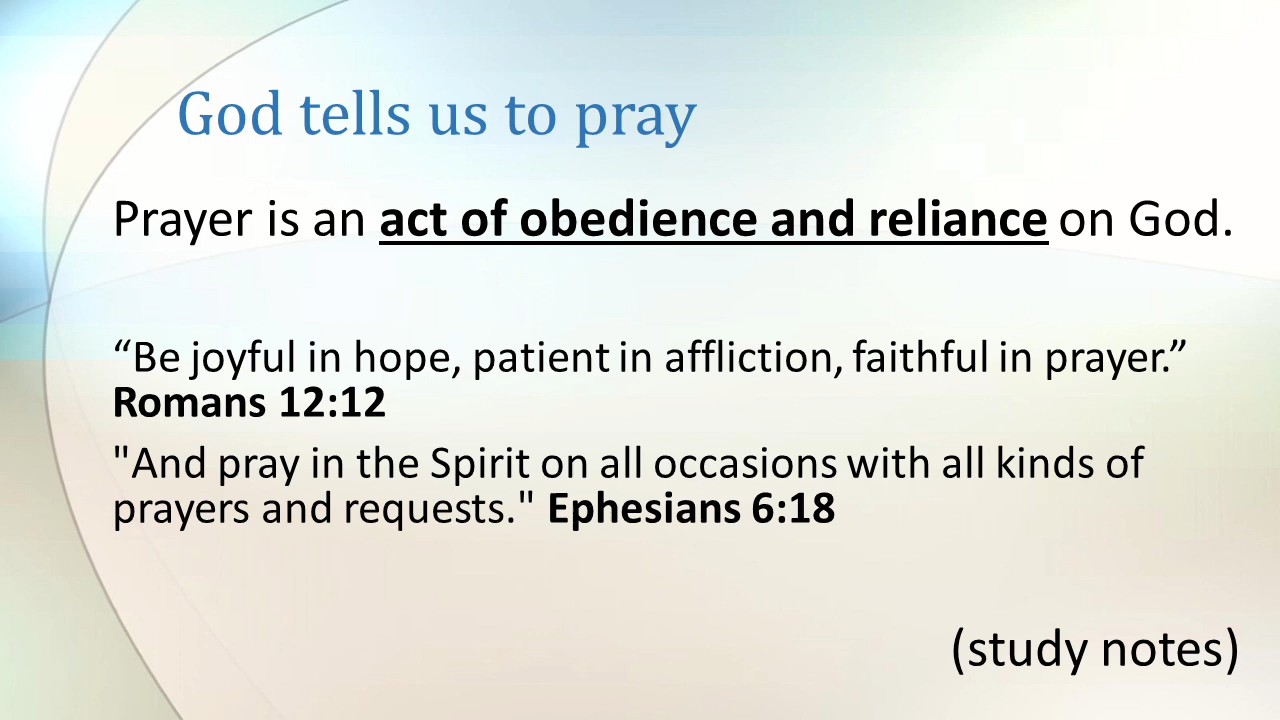 God tells us to pray
Prayer is an act of obedience and reliance on God.
“Be joyful in hope, patient in affliction, faithful in prayer.”
Romans 12:12
"And pray in the Spirit on all occasions with all kinds of
prayers and requests." Ephesians 6:18
(study notes)